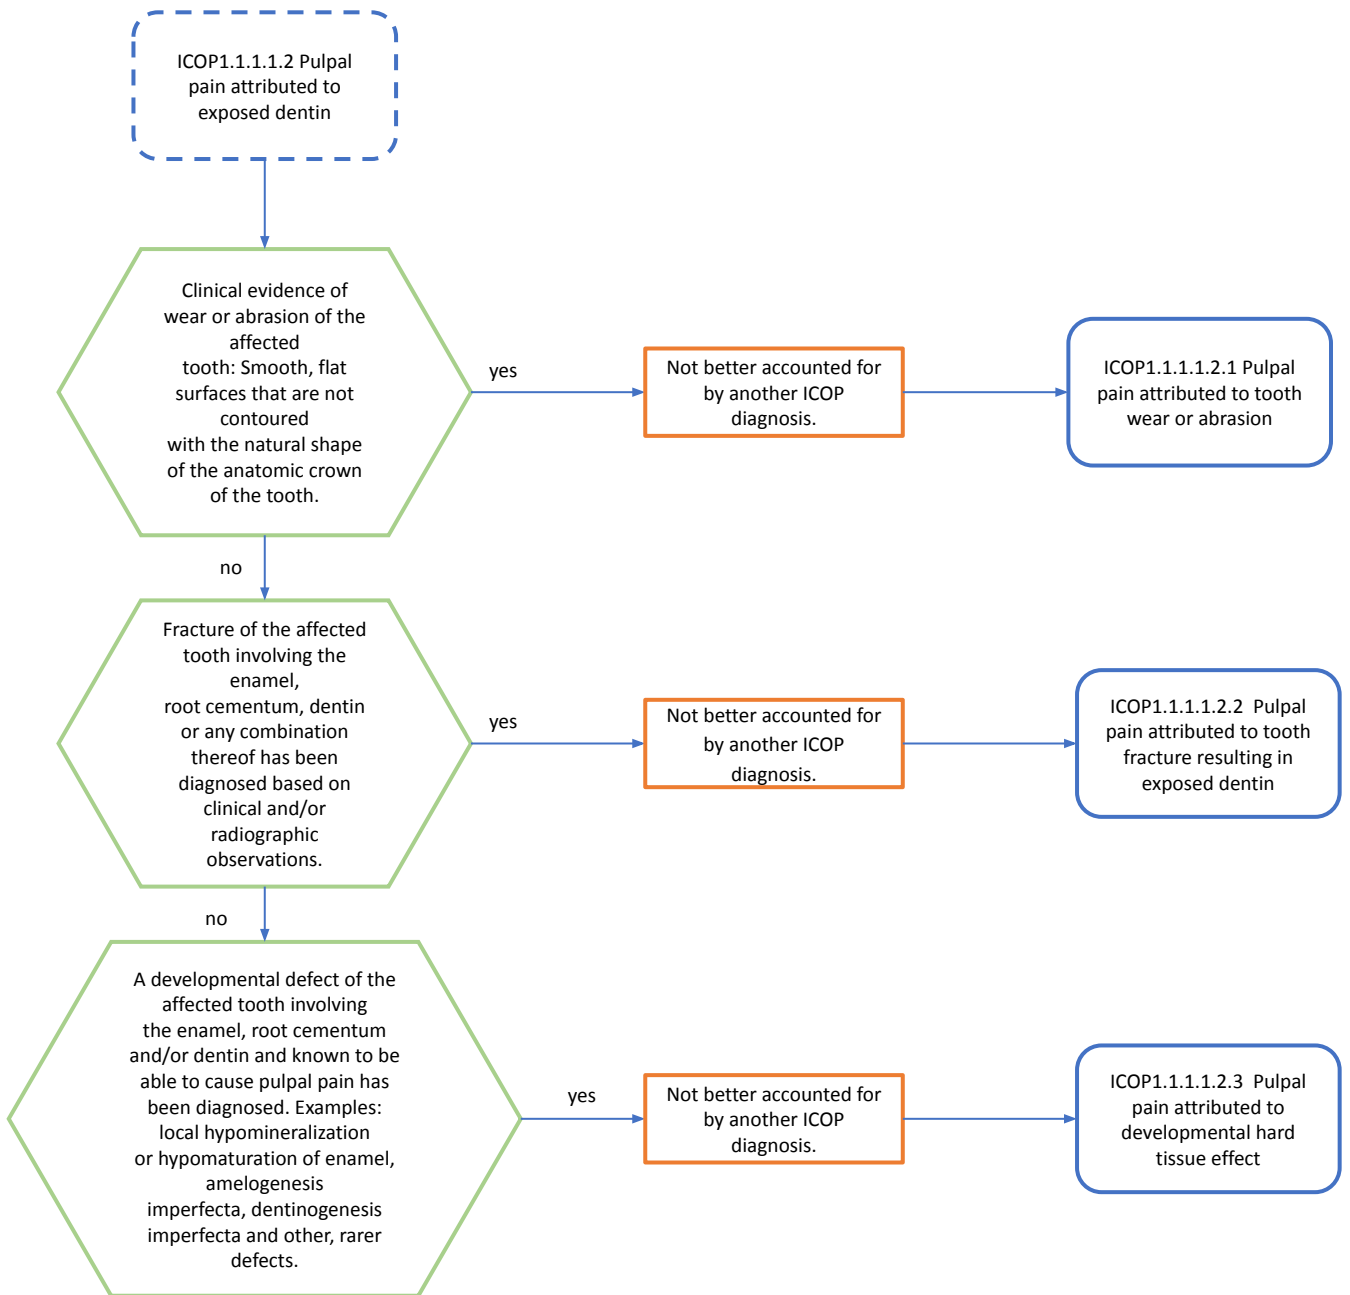 ICOP1.1.1.1.2 Pulpal
pain attributed to
exposed dentin
Clinical evidence of
wear or abrasion of the
affected
tooth: Smooth, flat
surfaces that are not
contoured
with the natural shape
of the anatomic crown
of the tooth.
yes
Not better accounted for
by another ICOP
diagnosis.
ICOP1.1.1.1.2.1 Pulpal
pain attributed to tooth
wear or abrasion
no
Fracture of the affected
tooth involving the
enamel,
root cementum, dentin
or any combination
thereof has been
diagnosed based on
clinical and/or
radiographic
observations.
yes
Not better accounted for
by another ICOP
diagnosis.
ICOP1.1.1.1.2.2 Pulpal
pain attributed to tooth
fracture resulting in
exposed dentin
no
A developmental defect of the
affected tooth involving
the enamel, root cementum
and/or dentin and known to be
able to cause pulpal pain has
been diagnosed. Examples:
local hypomineralization
or hypomaturation of enamel,
amelogenesis
imperfecta, dentinogenesis
imperfecta and other, rarer
defects.
yes
Not better accounted for
by another ICOP
diagnosis.
ICOP1.1.1.1.2.3 Pulpal
pain attributed to
developmental hard
tissue effect